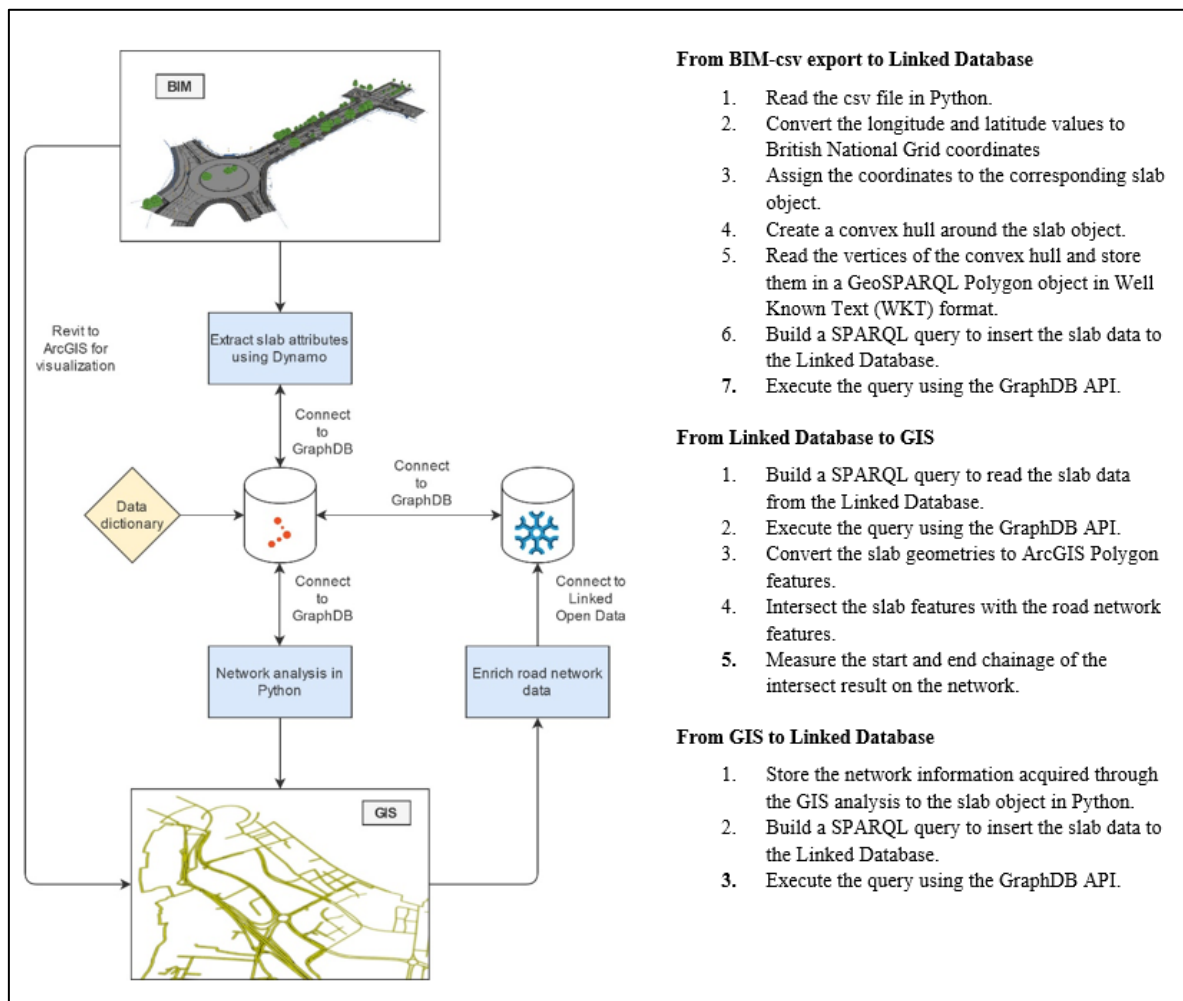 BIM
Revit to
ArcGIS for
visualization
Extract slab attributes
using Dynamo
Connect
to
GraphDB
Connect
to
GraphDB
Data
dictionary
Connect
to
GraphDB
Connect to
Linked
Open Data
Network analysis in
Python
Enrich road network
data
GIS
From BIM-csv export to Linked Database
1. Read the csv file in Python.
2. Convert the longitude and latitude values to
British National Grid coordinates
3. Assign the coordinates to the corresponding slab
object.
4. Create a convex hull around the slab object.
5. Read the vertices of the convex hull and store
them in a GeoSPARQL Polygon object in Well
Known Text (WKT) format.
6. Build a SPARQL query to insert the slab data to
the Linked Database.
7. Execute the query using the GraphDB API.
From Linked Database to GIS
1. Build a SPARQL query to read the slab data
from the Linked Database.
2. Execute the query using the GraphDB API.
3. Convert the slab geometries to ArcGIS Polygon
features.
4. Intersect the slab features with the road network
features.
5. Measure the start and end chainage of the
intersect result on the network.
From GIS to Linked Database
1. Store the network information acquired through
the GIS analysis to the slab object in Python.
2. Build a SPARQL query to insert the slab data to
the Linked Database.
3. Execute the query using the GraphDB API.